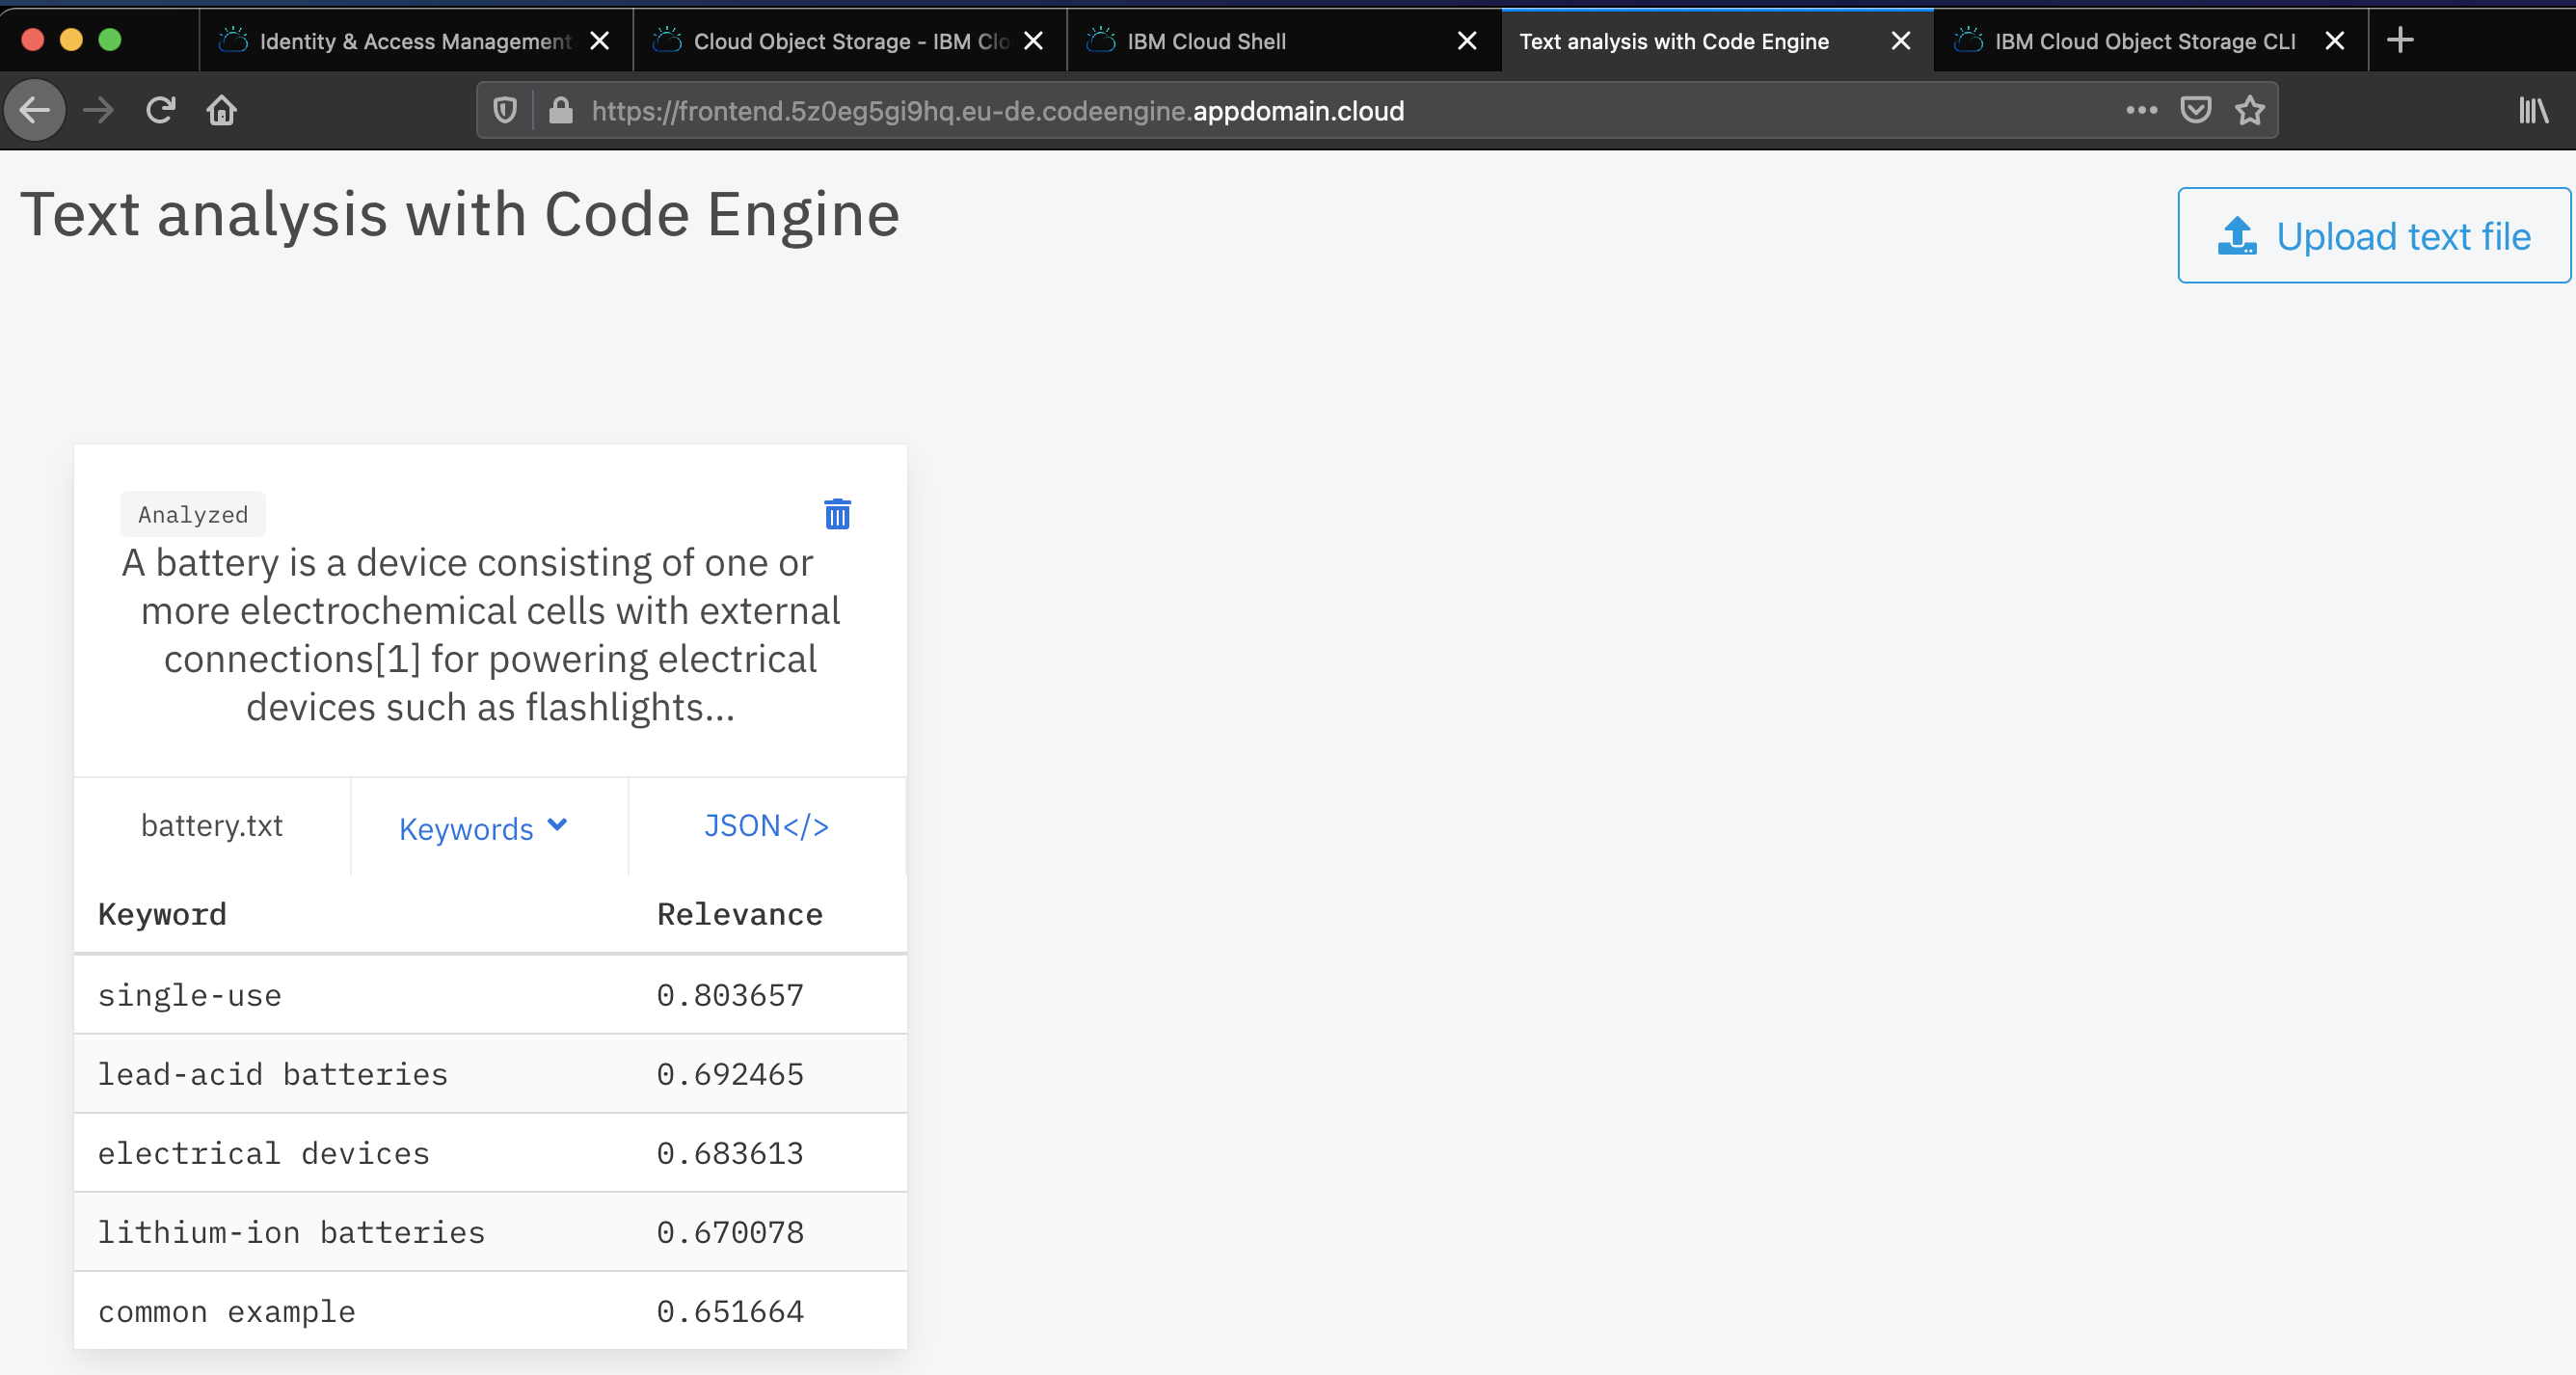 Identity & Access Management
Cloud Object Storage - IBM Clo
IBM Cloud Shell
Text analysis with Code Engine
IBM Cloud Object Storage CLI
https://frontend.5z0eg5gi9hq.eu-de.codeengine.appdomain.cloud
Text analysis with Code Engine
Upload text file
Analyzed
A battery is a device consisting of one or
more electrochemical cells with external
connections[1] for powering electrical
devices such as flashlights...
battery.txt
Keywords
JSON</>
Keyword Relevance
single-use 0.803657
lead-acid batteries 0.692465
electrical devices 0.683613
lithium-ion batteries 0.670078
common example 0.651664